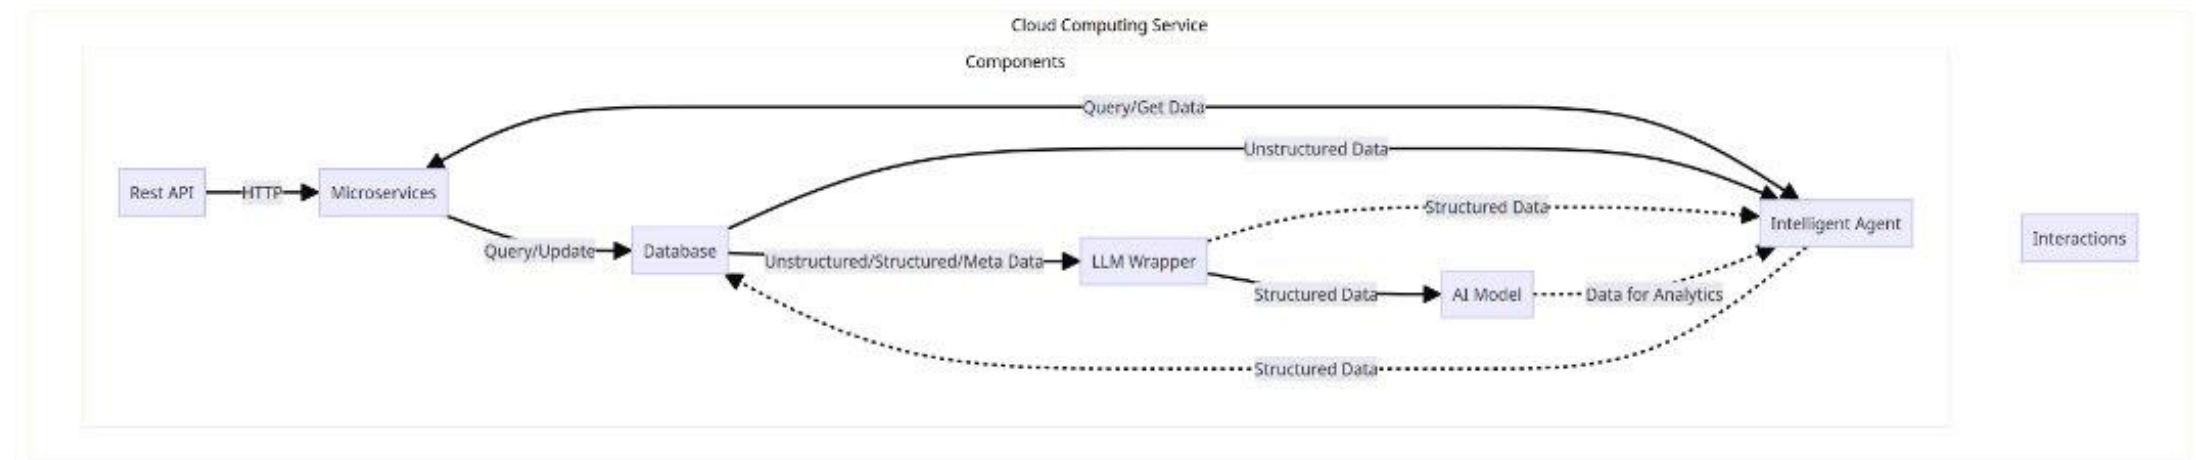 Cloud Computing Service
Components
Query/Get Data
Unstructured Data
Rest API
HTTP
Microservices
Structured Data
Intelligent Agent
Query/Update
Database
Unstructured/Structured/Meta Data
LLM Wrapper
Interactions
Structured Data
AI Model
Data for Analytics
Structured Data